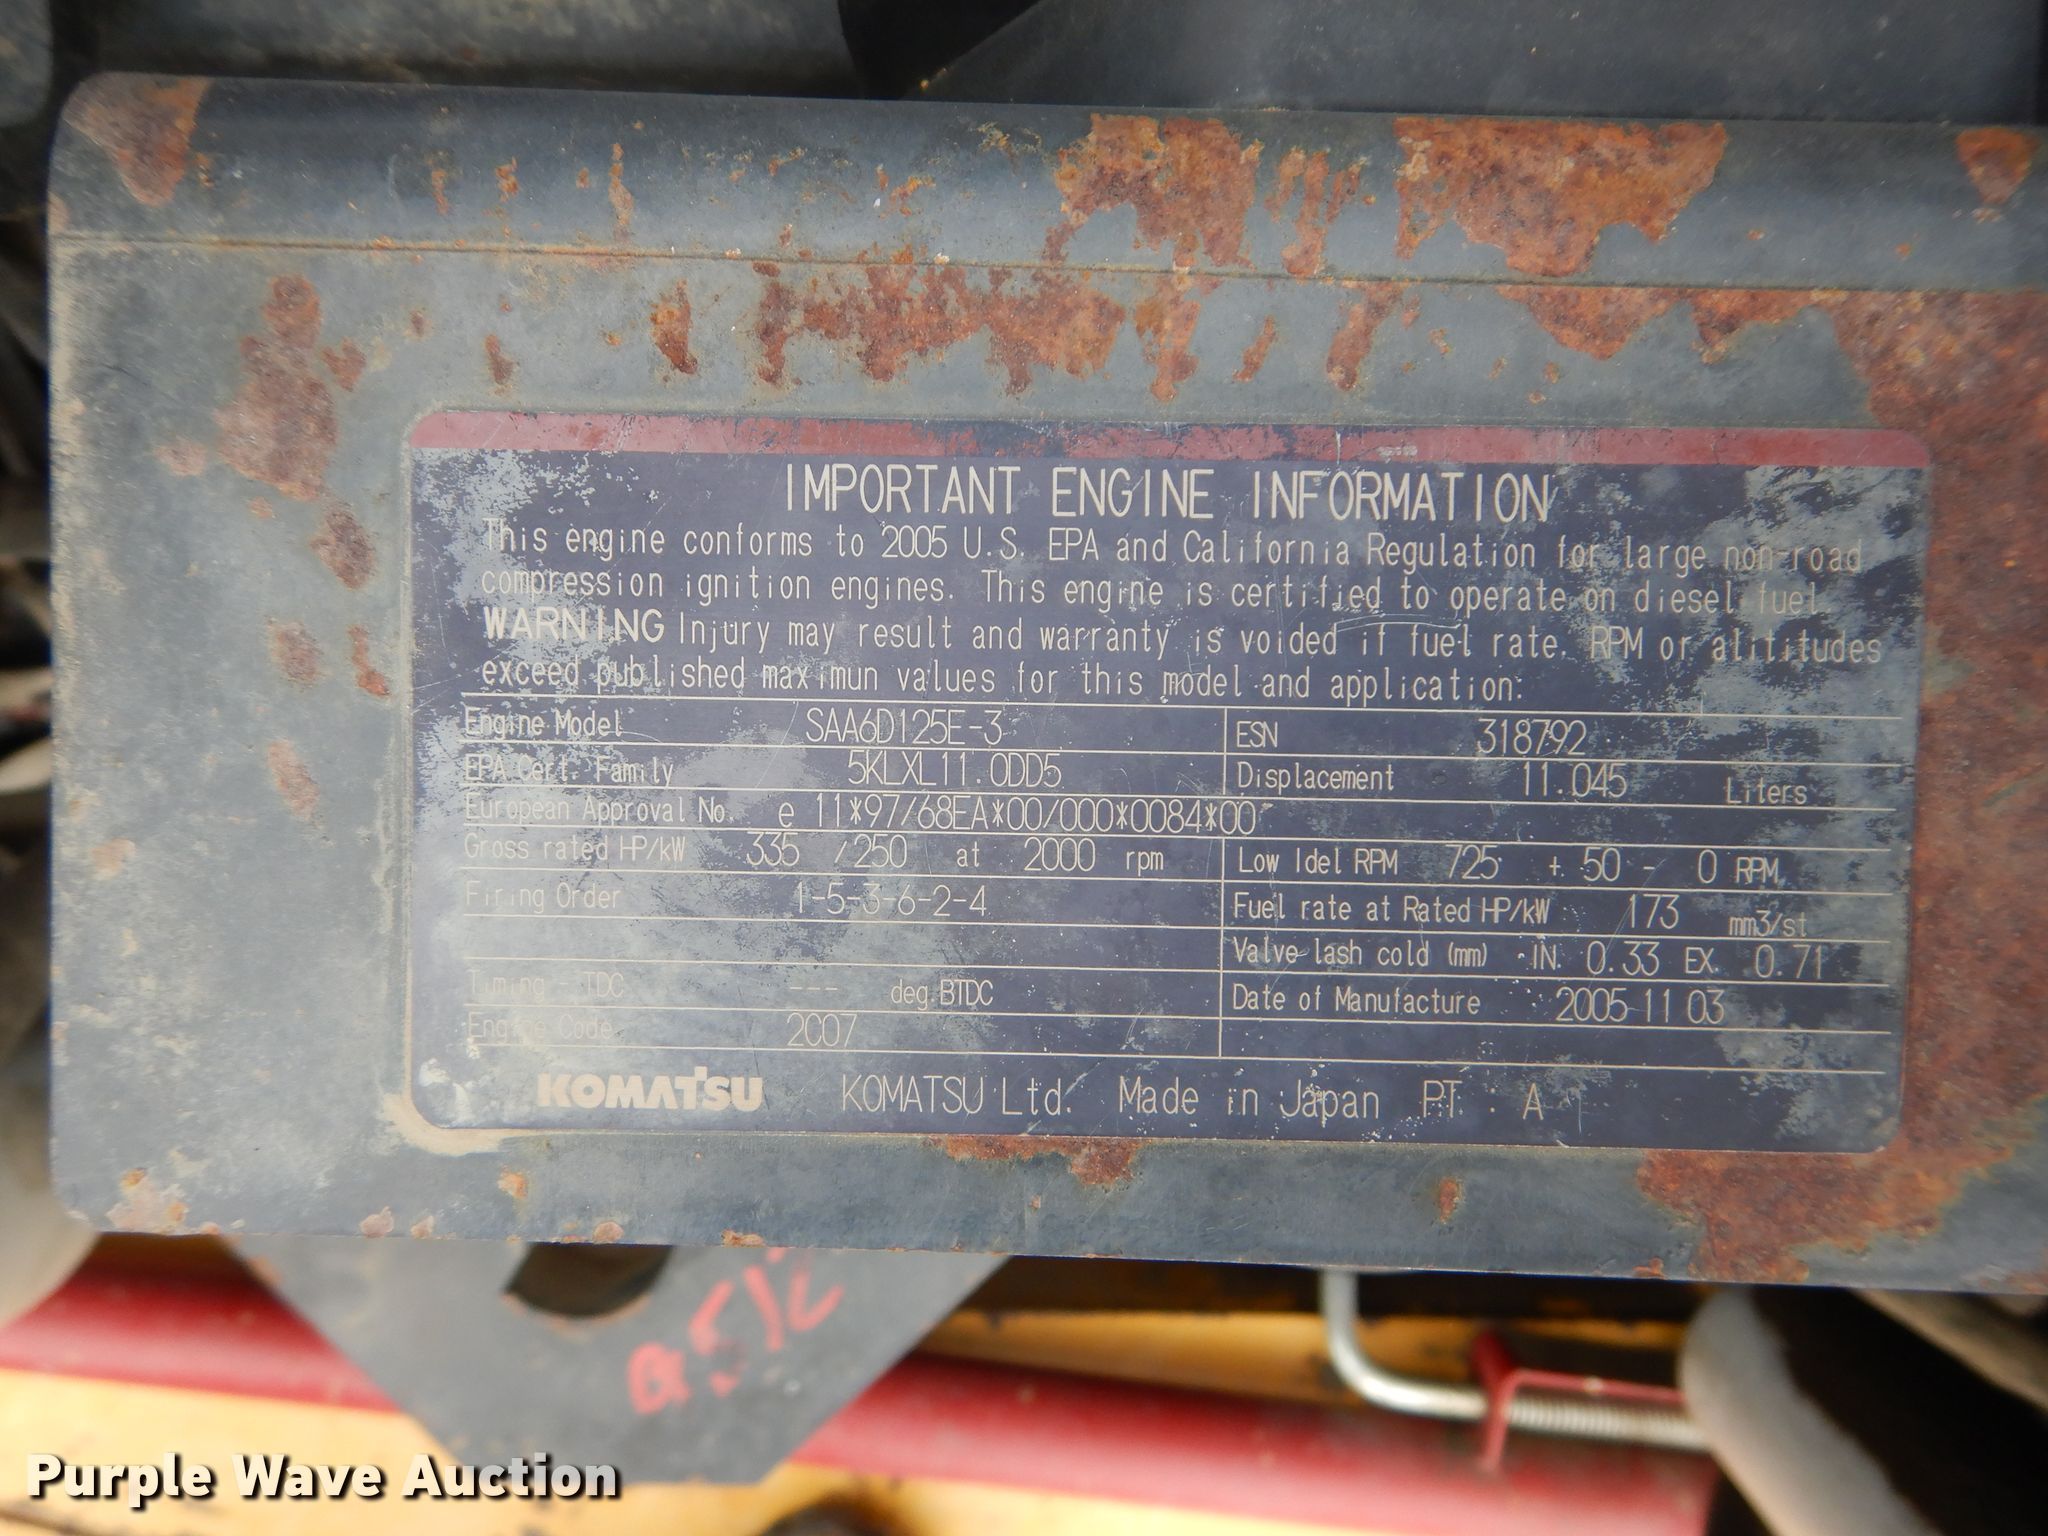 IMPORTANT ENGINE INFORMATION
This engine conforms to 2005 U.S. EPA and California Regulation for large non-road
compression ignition engines. This engine is certified to operate on diesel fuel
WARNING Injury may result and warranty is voided if fuel rate. RPM or alititudes
exceed published maximun values for this model and application:
Engine Model SAA6D125E-3 ESN 318792
EPA Cert. Family 5KLXL11.0DD5 Displacement 11.045 Liters
European Approval No. e 11*97/68EA*00/000*0084*00
Gross rated HP/kW 335 /250 at 2000 rpm Low Idel RPM 725 + 50 - 0 RPM
Firing Order 1-5-3-6-2-4 Fuel rate at Rated HP/kW 173 mm3/st
Valve lash cold (mm) IN. 0.33 EX. 0.71
Timing - TDC --- deg.BTDC Date of Manufacture 2005 11 03
Engine Code 2C07
KOMATSU KOMATSU Ltd. Made in Japan PT. A
Purple Wave Auction